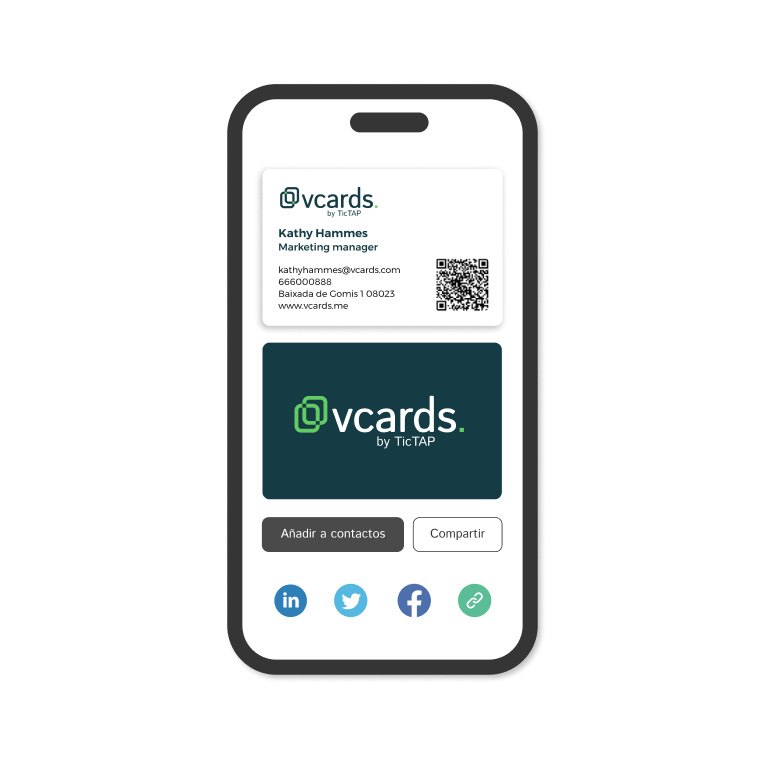 vcards.
by TicTAP
Kathy Hammes
Marketing manager
kathyhammes@vcards.com
666000888
Baixada de Gomis 1 08023
www.vcards.me
vcards.
by TicTAP
Añadir a contactos
Compartir
in